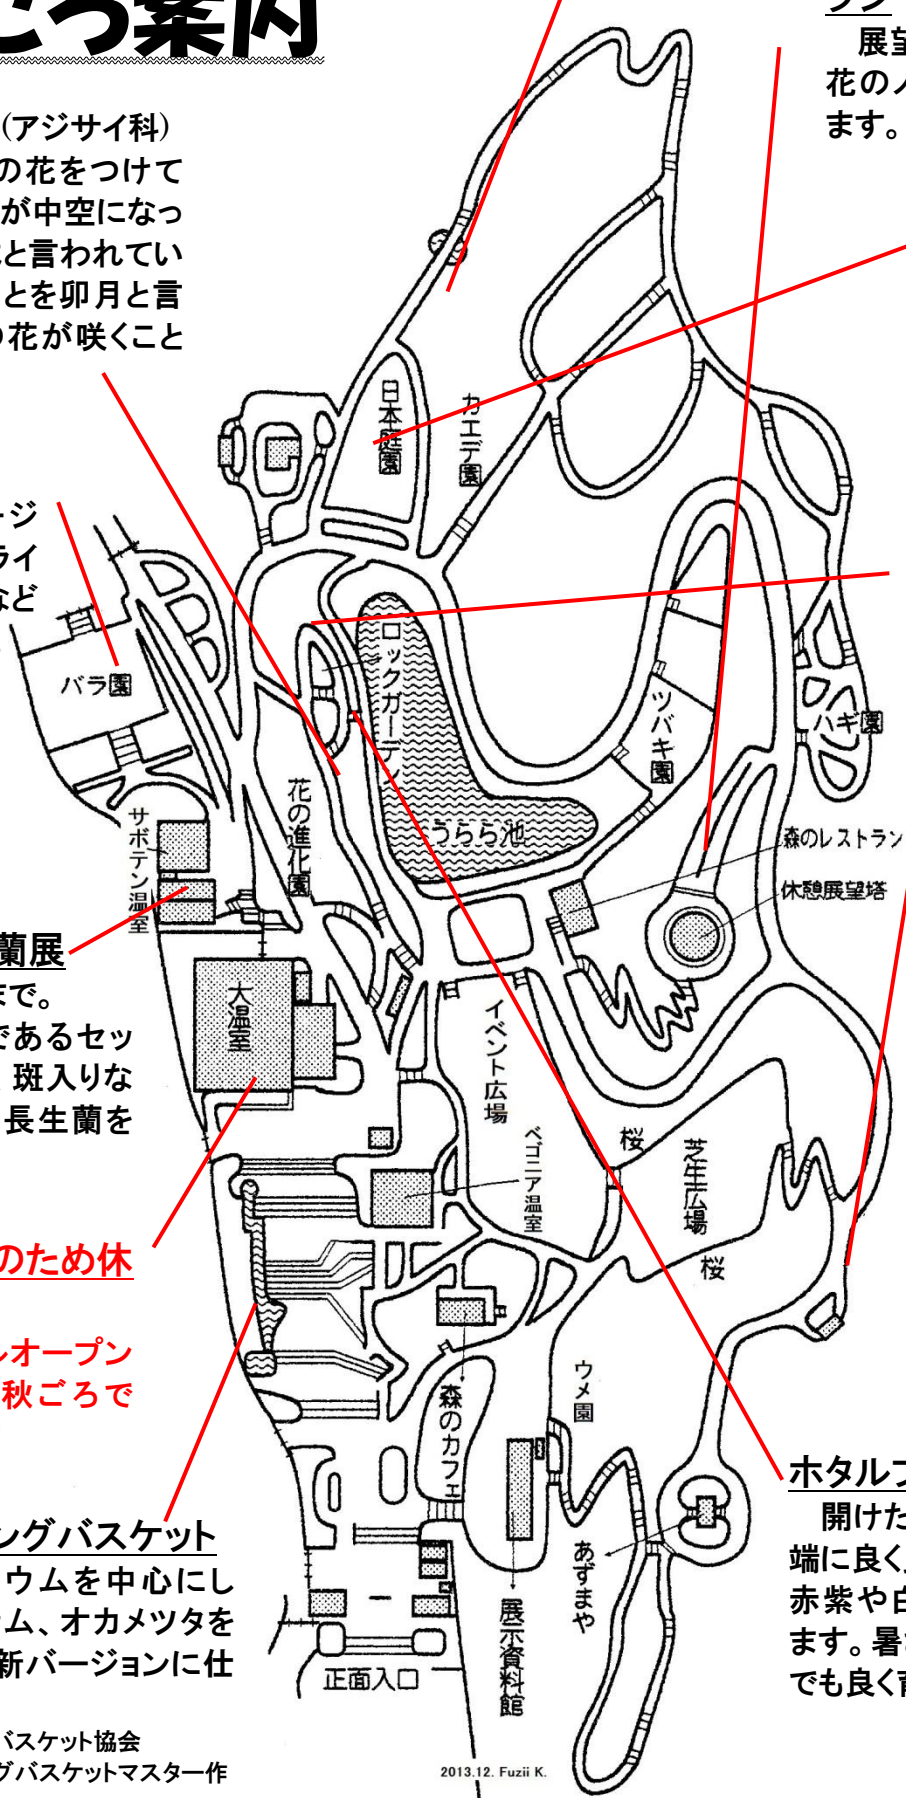 ごろ案内
(アジサイ科)
の花をつけて
が中空になっ
と言われてい
とを卯月と言
の花が咲くこと
ージ
ライ
など
蘭展
まで。
であるセッ
斑入りな
長生蘭を
のため休
ルオープン
秋ごろで
ングバスケット
ウムを中心にし
ーム、オカメツタを
新バージョンに仕
バスケット協会
グバスケットマスター作
ラン
展望
花のノ
ます。
日本庭園
カエデ園
バラ園
ロックガーデン
ツバキ園
ハギ園
花の進化園
うらら池
サボテン温室
森のレストラン
休憩展望塔
大温室
イベント広場
ベゴニア温室
桜
芝生広場
桜
森のカフェ
ウメ園
あずまや
展示資料館
正面入口
ホタルブ
開けた
端に良く
赤紫や白
ます。暑
でも良く育
2013.12. Fuzii K.